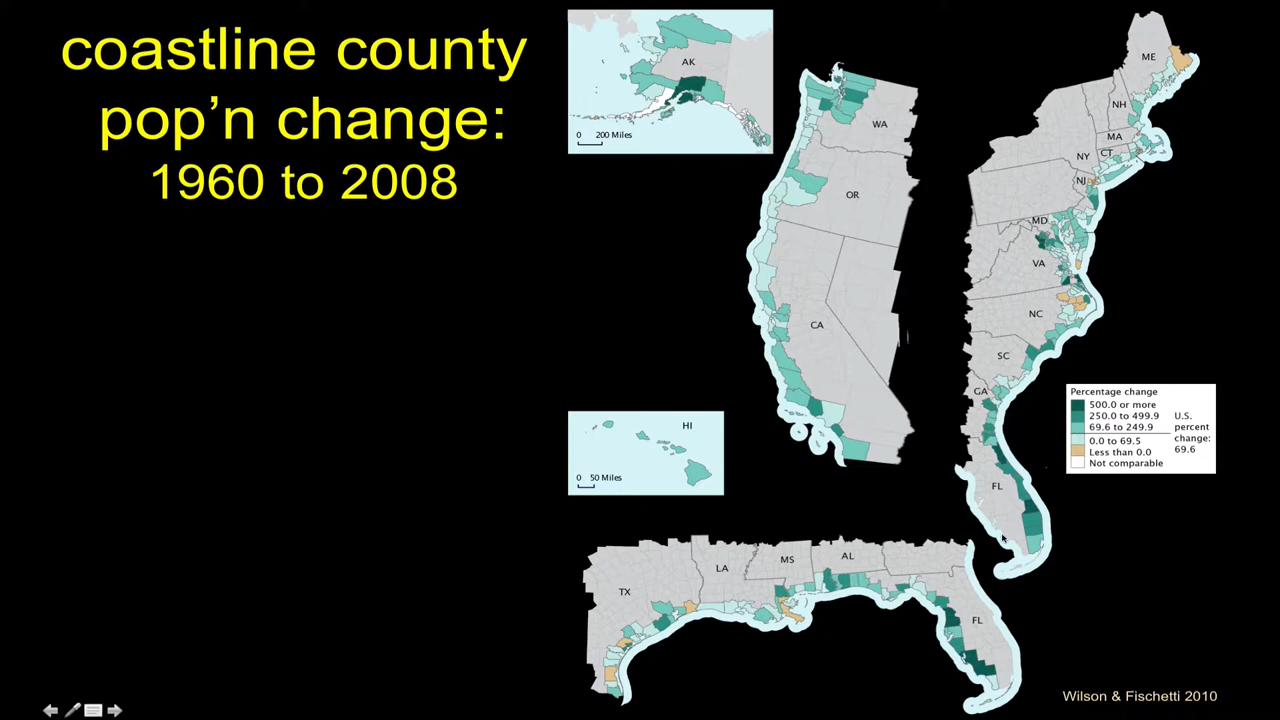 coastline county
pop’n change:
1960 to 2008
AK
0 200 Miles
HI
0 50 Miles
WA
OR
CA
ME
NH
MA
NY
CT
NJ
MD
VA
NC
SC
GA
FL
Percentage change
500.0 or more
250.0 to 499.9
69.6 to 249.9
0.0 to 69.5
Less than 0.0
Not comparable
U.S.
percent
change:
69.6
TX
LA
MS
AL
FL
Wilson & Fischetti 2010